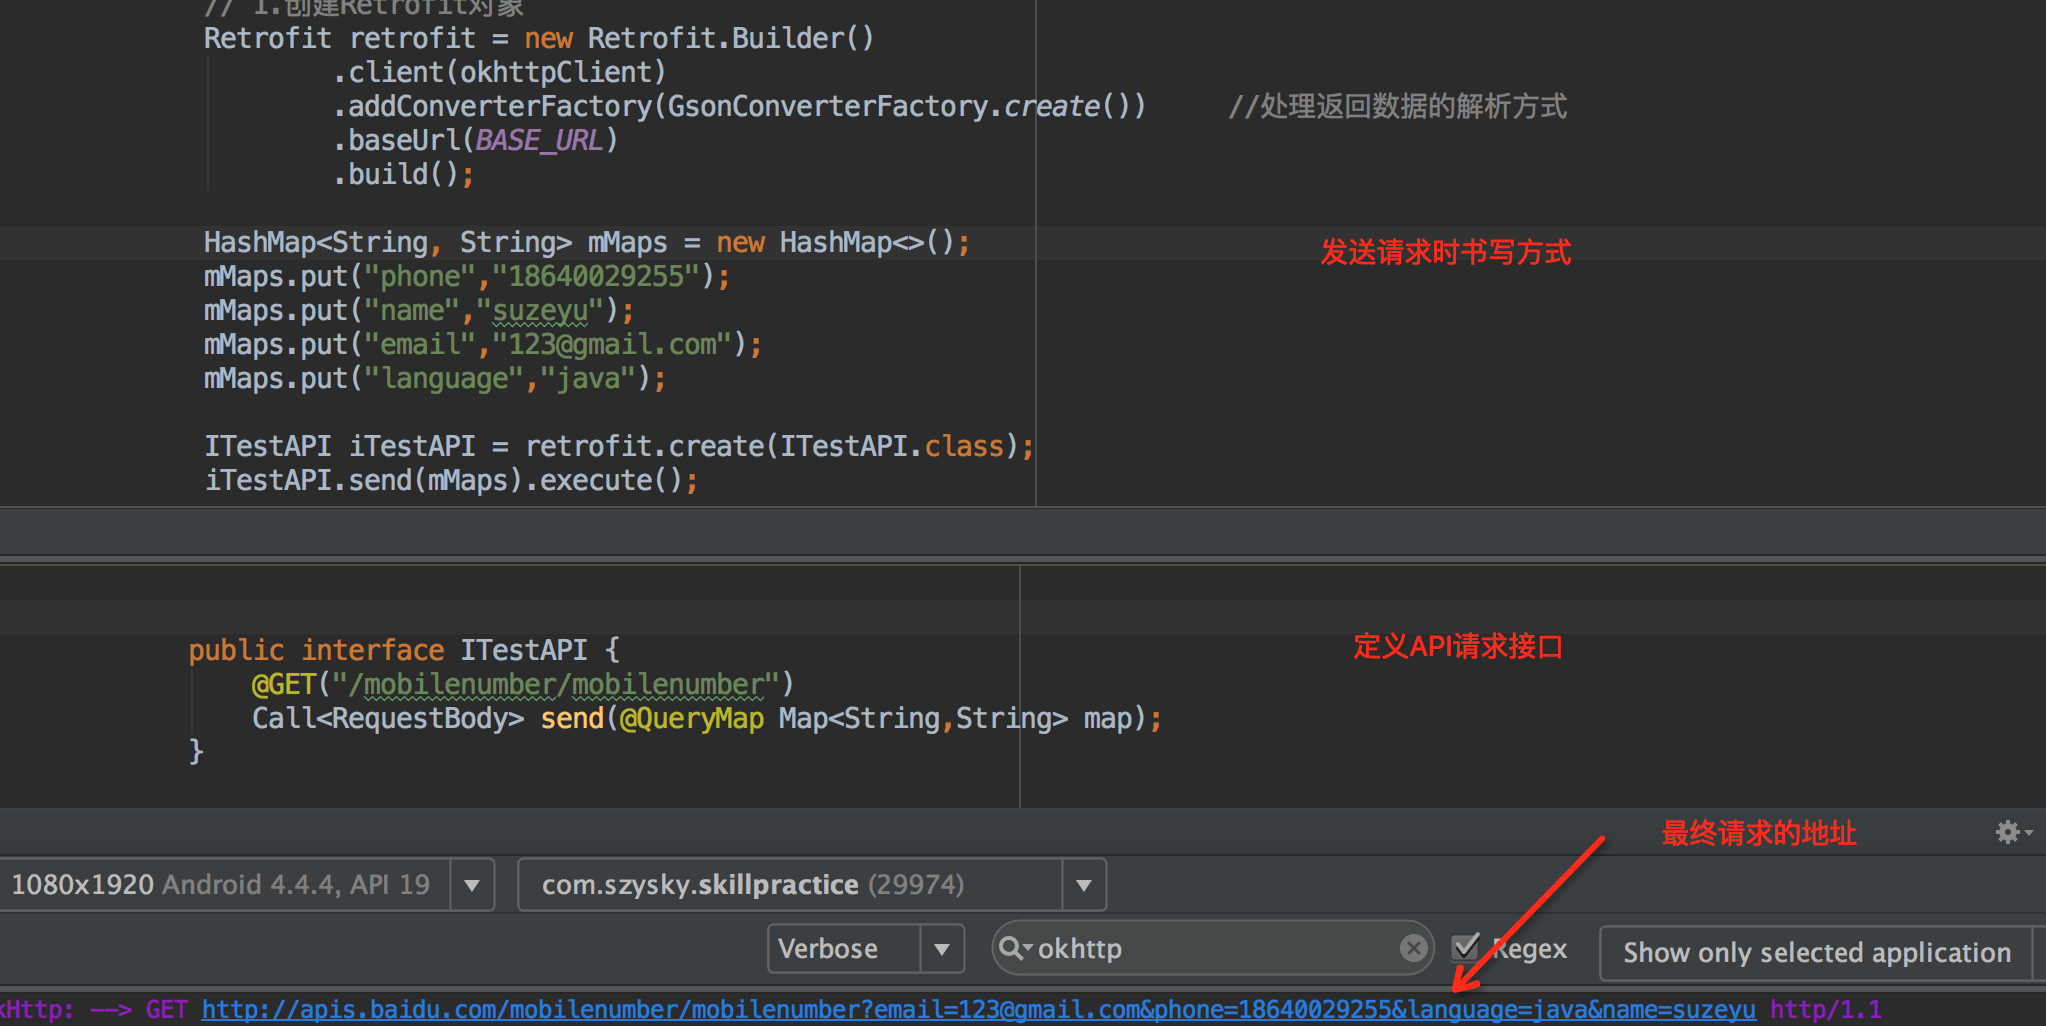 // 1.创建Retrofit对象
Retrofit retrofit = new Retrofit.Builder()
.client(okhttpClient)
.addConverterFactory(GsonConverterFactory.create()) //处理返回数据的解析方式
.baseUrl(BASE_URL)
.build();
HashMap<String, String> mMaps = new HashMap<>();
发送请求时书写方式
mMaps.put("phone","18640029255");
mMaps.put("name","suzeyu");
mMaps.put("email","123@gmail.com");
mMaps.put("language","java");
ITestAPI iTestAPI = retrofit.create(ITestAPI.class);
iTestAPI.send(mMaps).execute();
public interface ITestAPI {
定义API请求接口
@GET("/mobilenumber/mobilenumber")
Call<RequestBody> send(@QueryMap Map<String,String> map);
}
最终请求的地址
1080x1920 Android 4.4.4, API 19 com.szysky.skillpractice (29974)
Verbose okhttp Regex Show only selected application
kHttp: --> GET http://apis.baidu.com/mobilenumber/mobilenumber?email=123@gmail.com&phone=18640029255&language=java&name=suzeyu http/1.1